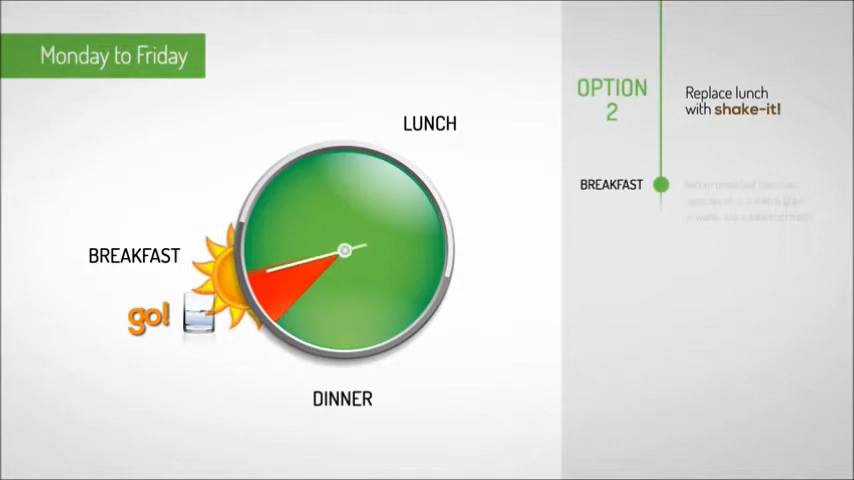 Monday to Friday
LUNCH
BREAKFAST
go!
DINNER
OPTION
2
Replace lunch
with shake-it!
BREAKFAST